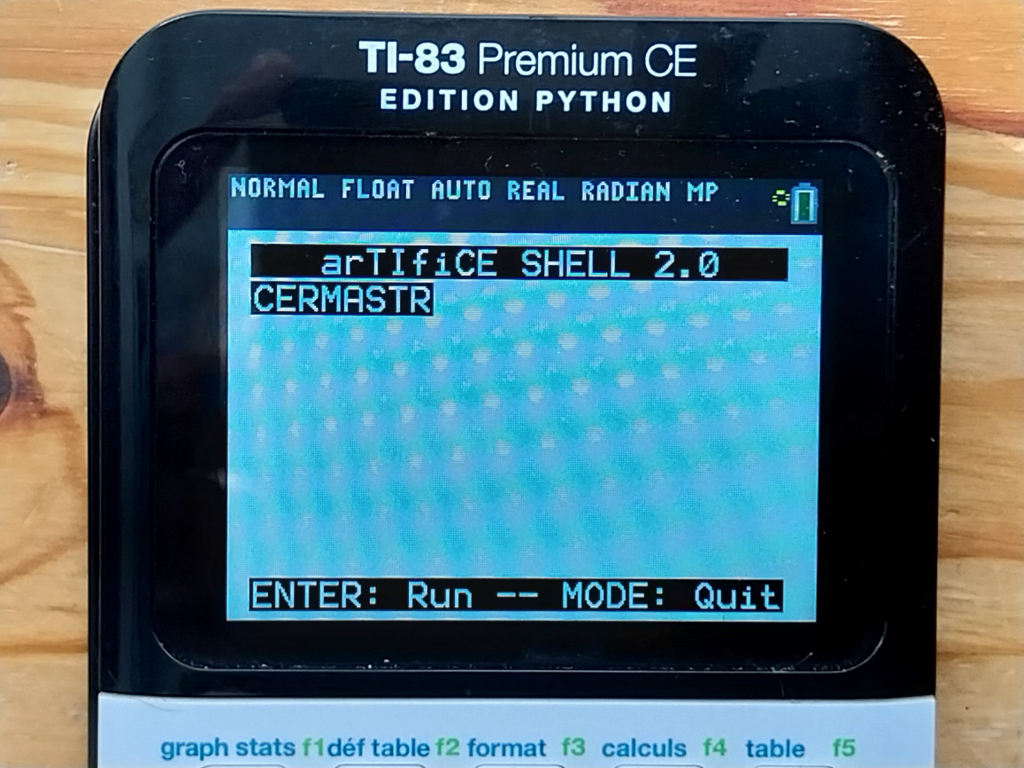 TI-83 Premium CE
EDITION PYTHON
NORMAL FLOAT AUTO REAL RADIAN MP
arTIfiCE SHELL 2.0
CERMASTR
ENTER: Run -- MODE: Quit
graph stats f1 déf table f2 format f3 calculs f4 table f5